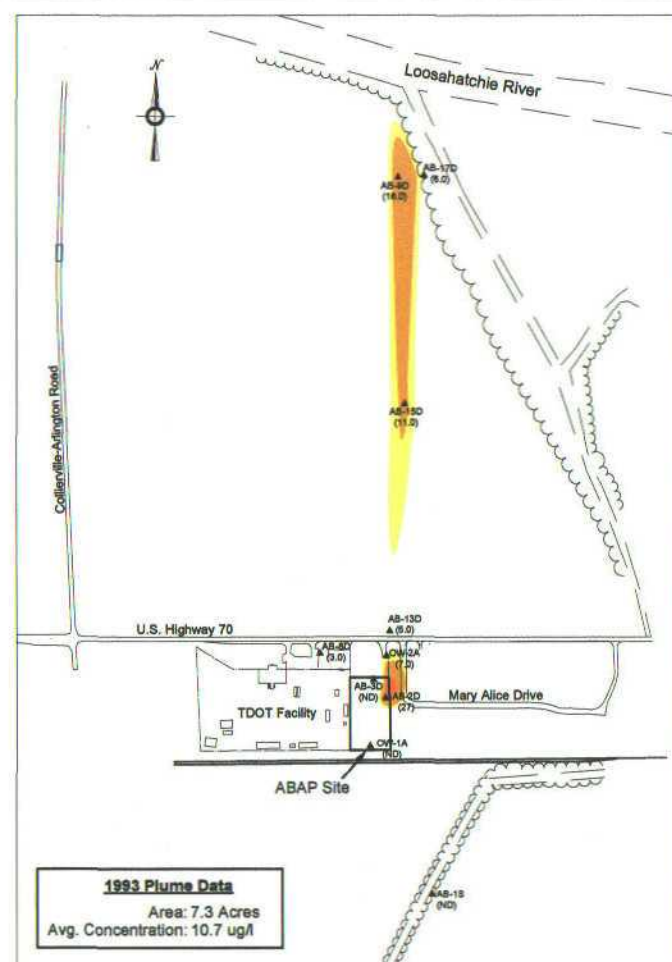 N
Loosahatchie River
AB-17D
(6.0)
AB-9D
(16.0)
AB-15D
(11.0)
Collierville-Arlington Road
AB-13D
(5.0)
U.S. Highway 70
AB-8D
(3.0)
OW-2A
(7.0)
AB-3D
(ND)
AB-2D
(27)
Mary Alice Drive
TDOT Facility
OW-1A
(ND)
ABAP Site
AB-1S
(ND)
1993 Plume Data
Area: 7.3 Acres
Avg. Concentration: 10.7 ug/l